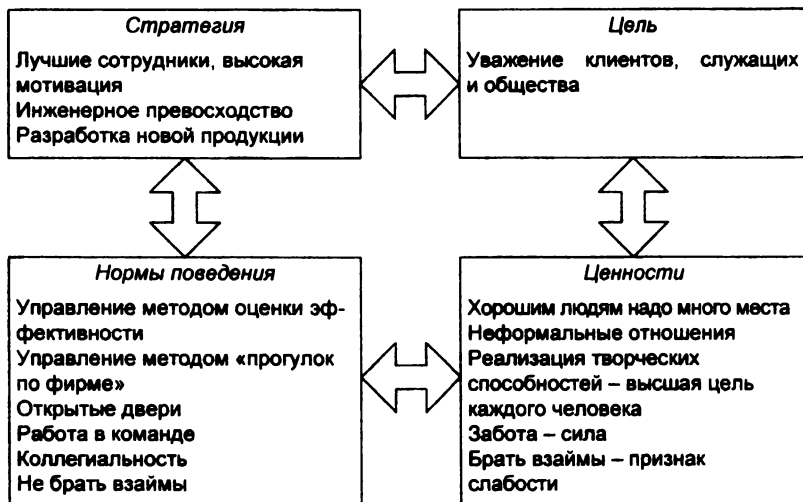 Стратегия
Лучшие сотрудники, высокая
мотивация
Инженерное превосходство
Разработка новой продукции
Цель
Уважение клиентов, служащих
и общества
Нормы поведения
Управление методом оценки эф-
фективности
Управление методом «прогулок
по фирме»
Открытые двери
Работа в команде
Коллегиальность
Не брать взаймы
Ценности
Хорошим людям надо много места
Неформальные отношения
Реализация творческих
способностей – высшая цель
каждого человека
Забота – сила
Брать взаймы – признак
слабости